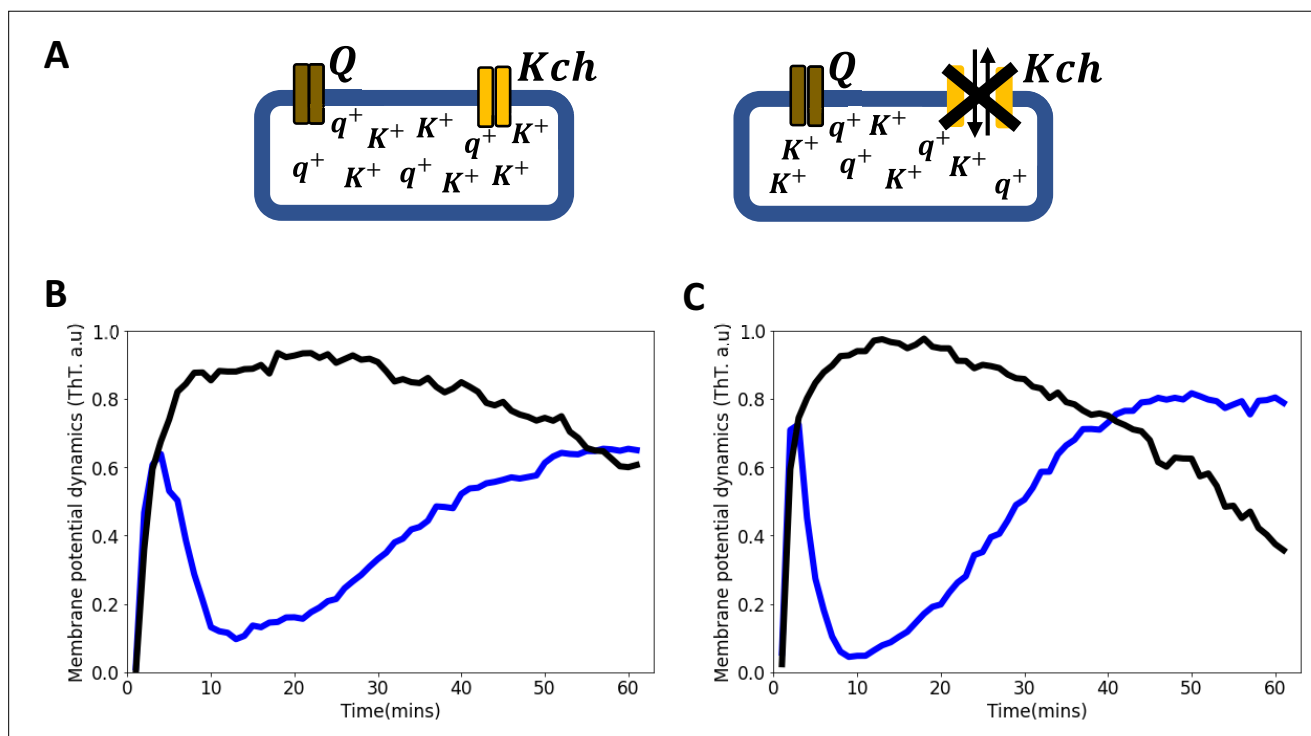 A
Q Kch
q+ K+ K+ q+ K+
q+ K+ q+ K+ K+
Q Kch
K+ q+ K+ q+
K+ q+ K+ K+ q+
B
Membrane potential dynamics (ThT. a.u)
1.0
0.8
0.6
0.4
0.2
0.0
0 10 20 30 40 50 60
Time(mins)
C
Membrane potential dynamics (ThT. a.u)
1.0
0.8
0.6
0.4
0.2
0.0
0 10 20 30 40 50 60
Time(mins)